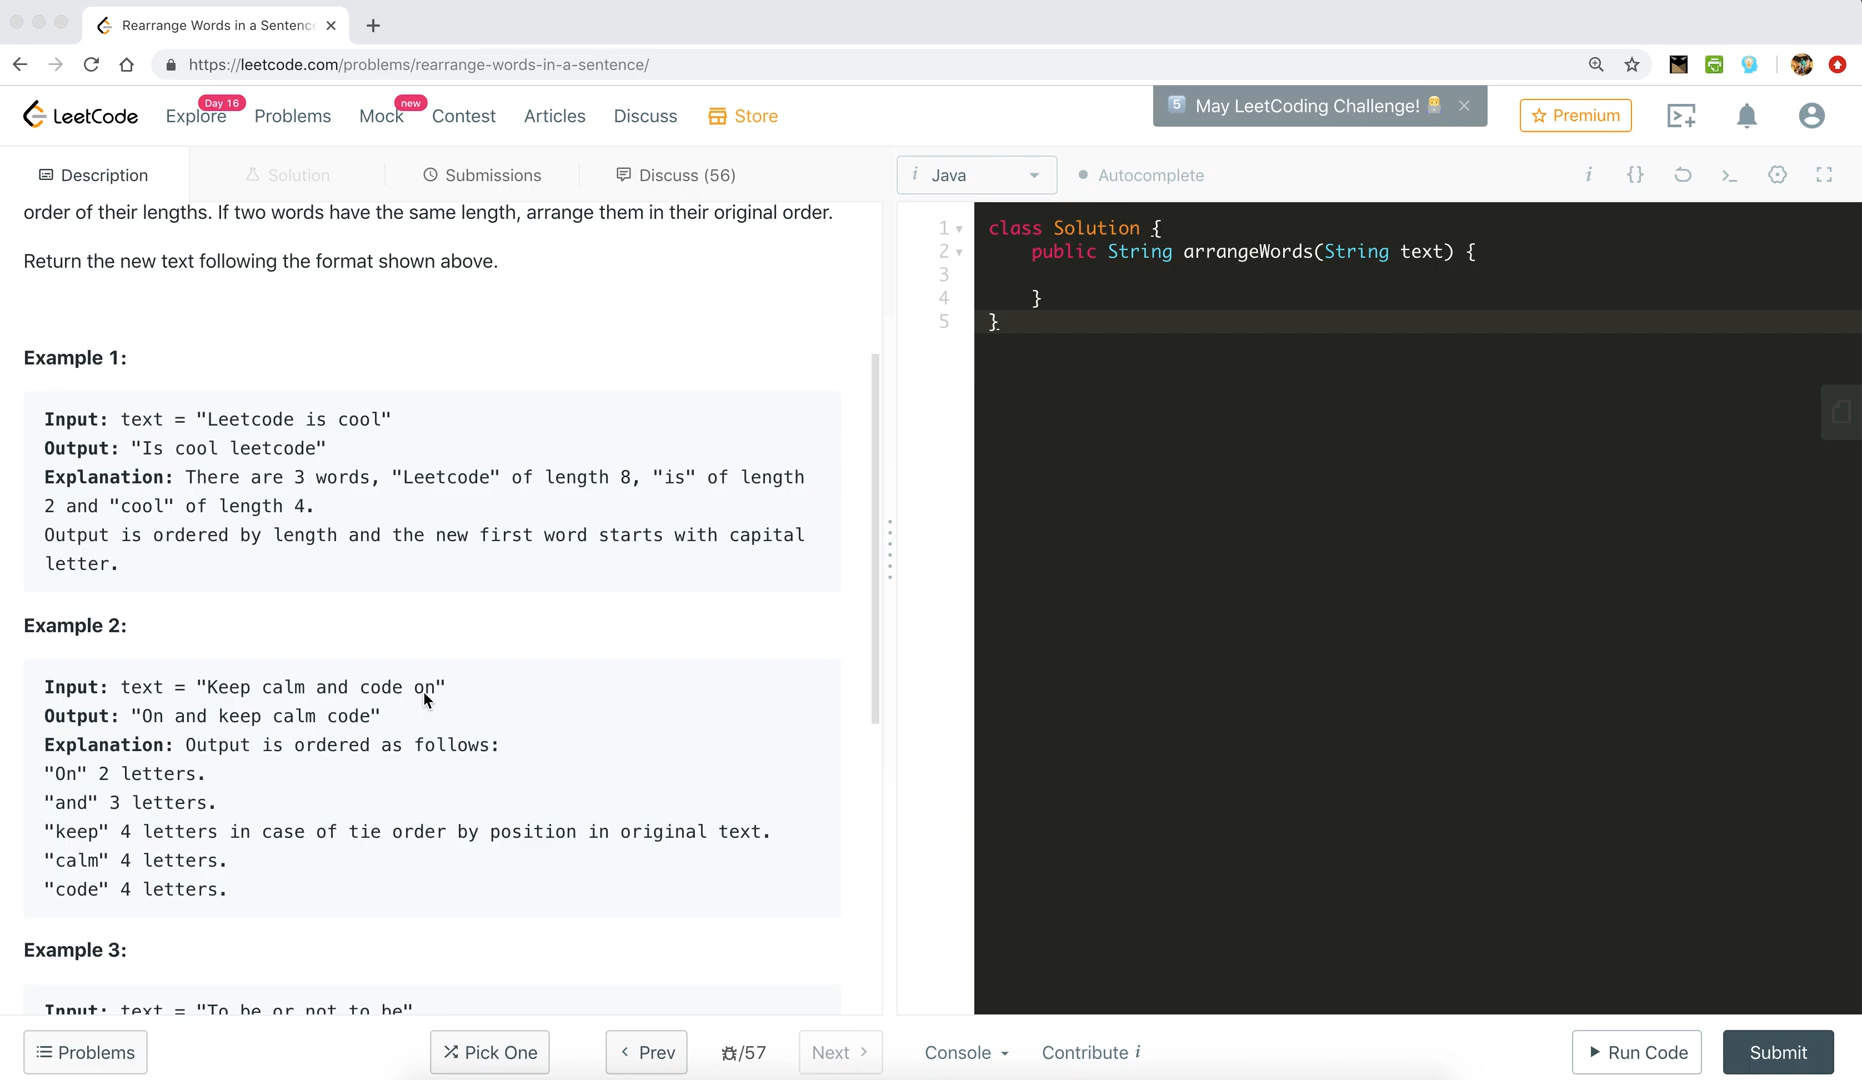 Rearrange Words in a Sentenc
https://leetcode.com/problems/rearrange-words-in-a-sentence/
LeetCode
Explore
Day 16
Problems
Mock
new
Contest
Articles
Discuss
Store
5 May LeetCoding Challenge!
Premium
Description
Solution
Submissions
Discuss (56)
order of their lengths. If two words have the same length, arrange them in their original order.
Return the new text following the format shown above.
Example 1:
Input: text = "Leetcode is cool"
Output: "Is cool leetcode"
Explanation: There are 3 words, "Leetcode" of length 8, "is" of length
2 and "cool" of length 4.
Output is ordered by length and the new first word starts with capital
letter.
Example 2:
Input: text = "Keep calm and code on"
Output: "On and keep calm code"
Explanation: Output is ordered as follows:
"On" 2 letters.
"and" 3 letters.
"keep" 4 letters in case of tie order by position in original text.
"calm" 4 letters.
"code" 4 letters.
Example 3:
Input: text = "To be or not to be"
i Java
Autocomplete
i {}
1 class Solution {
2 public String arrangeWords(String text) {
3
4 }
5 }
Problems
Pick One
Prev
/57
Next
Console
Contribute i
Run Code
Submit